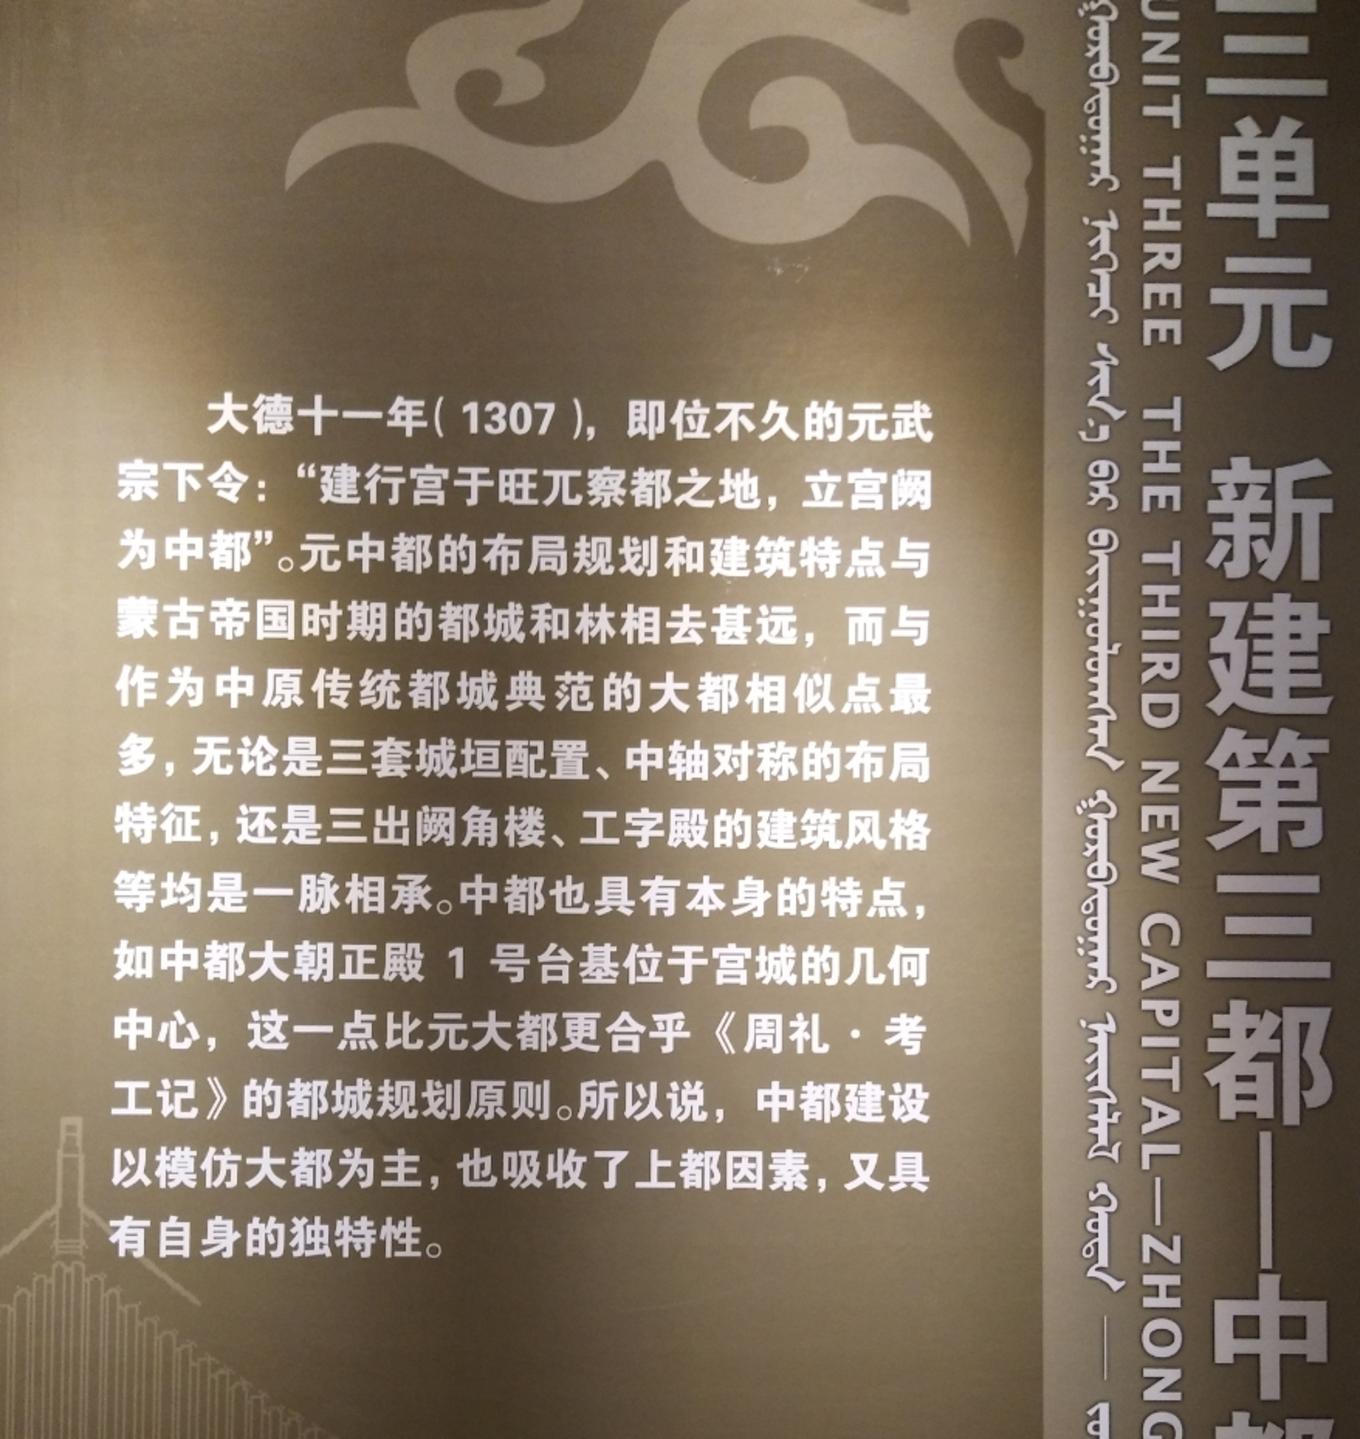 大德十一年（1307），即位不久的元武
宗下令：“建行宫于旺兀察都之地，立宫阙
为中都”。元中都的布局规划和建筑特点与
蒙古帝国时期的都城和林相去甚远，而与
作为中原传统都城典范的大都相似点最
多，无论是三套城垣配置、中轴对称的布局
特征，还是三出阙角楼、工字殿的建筑风格
等均是一脉相承。中都也具有本身的特点，
如中都大朝正殿 1 号台基位于宫城的几何
中心，这一点比元大都更合乎《周礼·考
工记》的都城规划原则。所以说，中都建设
以模仿大都为主，也吸收了上都因素，又具
有自身的独特性。
三单元 新建第三都——中都
UNIT THREE THE THIRD NEW CAPITAL—ZHONG